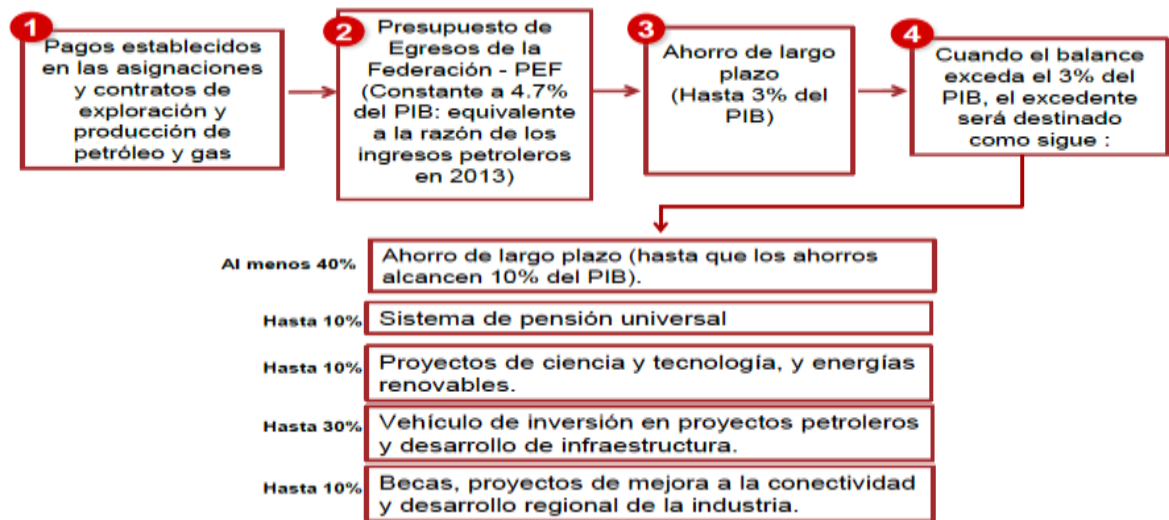 1
Pagos establecidos
en las asignaciones
y contratos de
exploración y
producción de
petróleo y gas
2
Presupuesto de
Egresos de la
Federación - PEF
(Constante a 4.7%
del PIB: equivalente
a la razón de los
ingresos petroleros
en 2013)
3
Ahorro de largo
plazo
(Hasta 3% del
PIB)
4
Cuando el balance
exceda el 3% del
PIB, el excedente
será destinado
como sigue :
Al menos 40%
Ahorro de largo plazo (hasta que los ahorros
alcancen 10% del PIB).
Hasta 10%
Sistema de pensión universal
Hasta 10%
Proyectos de ciencia y tecnología, y energías
renovables.
Hasta 30%
Vehículo de inversión en proyectos petroleros
y desarrollo de infraestructura.
Hasta 10%
Becas, proyectos de mejora a la conectividad
y desarrollo regional de la industria.